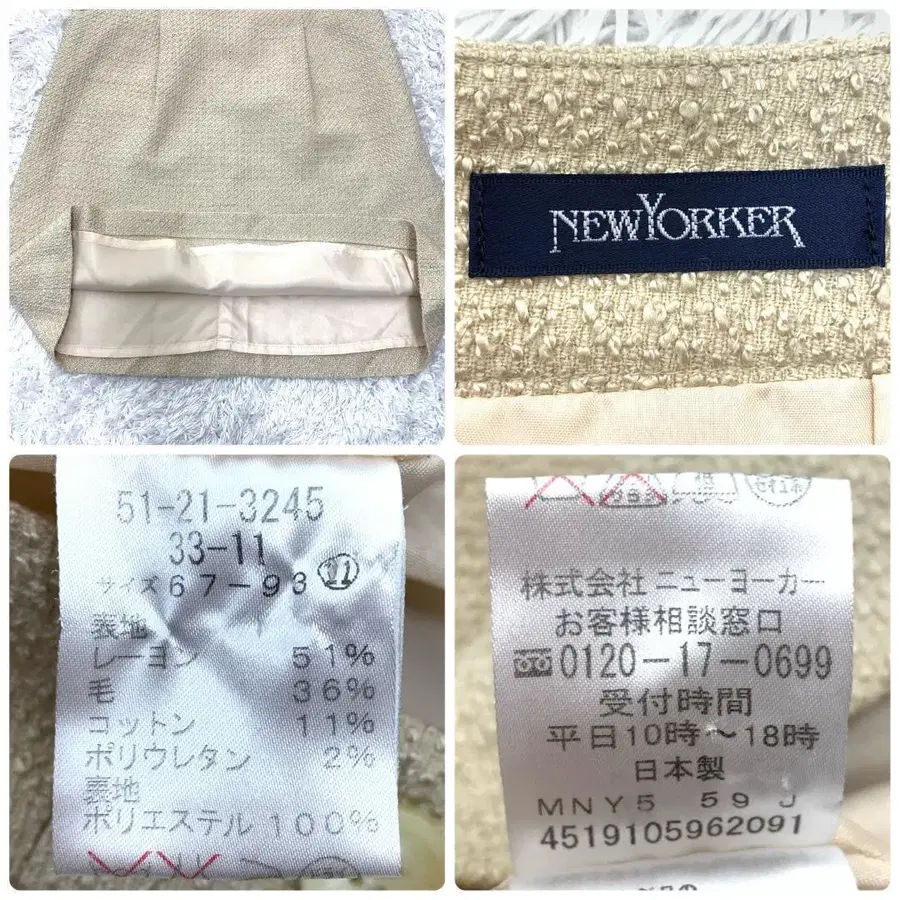 NEWYORKER
51-21-3245
33-11
サイズ 67-93 11
表地
レーヨン 51%
毛 36%
コットン 11%
ポリウレタン 2%
裏地
ポリエステル 100%
株式会社 ニューヨーカー
お客様相談窓口
0120-17-0699
受付時間
平日10時~18時
日本製
MNY5 59 J
4519105962091